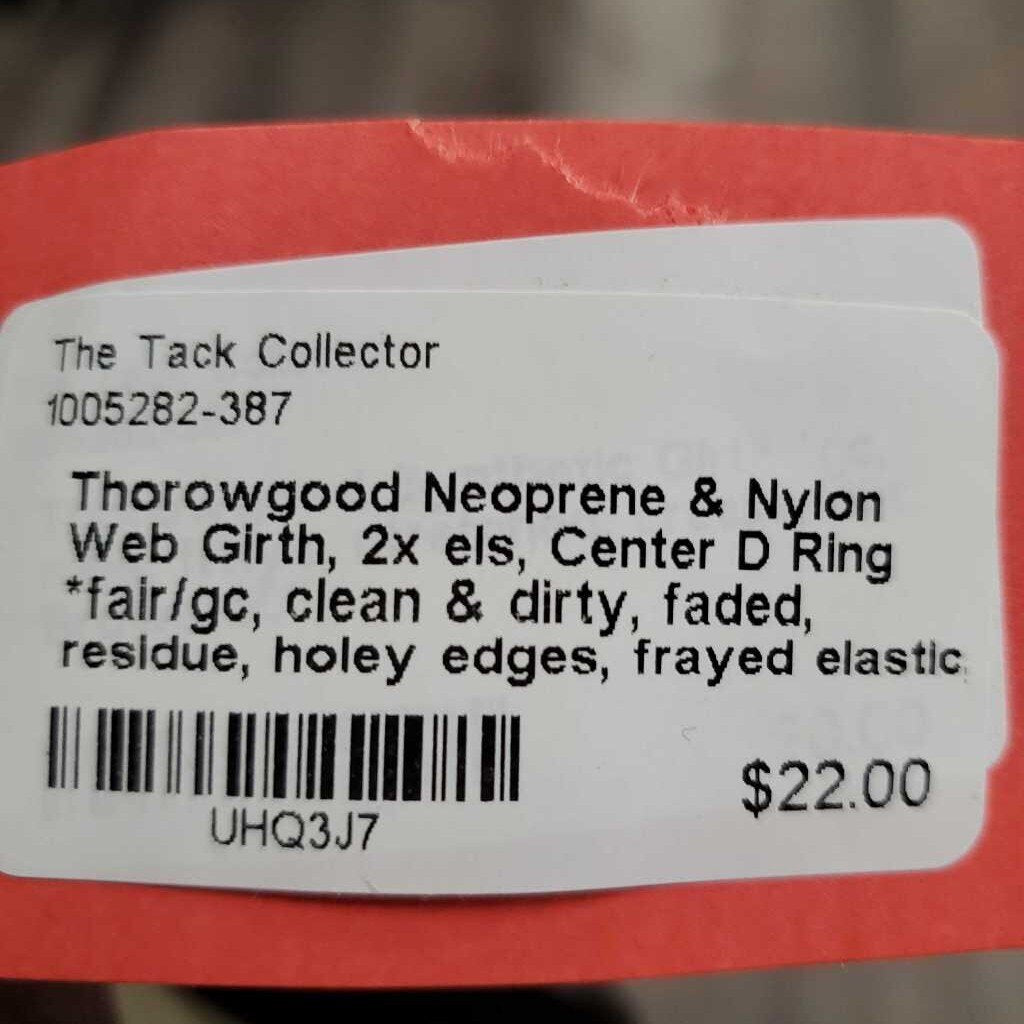 The Tack Collector
1005282-387
Thorowgood Neoprene & Nylon
Web Girth, 2x els, Center D Ring
*fair/gc, clean & dirty, faded,
residue, holey edges, frayed elastic
UHQ3J7
$22.00